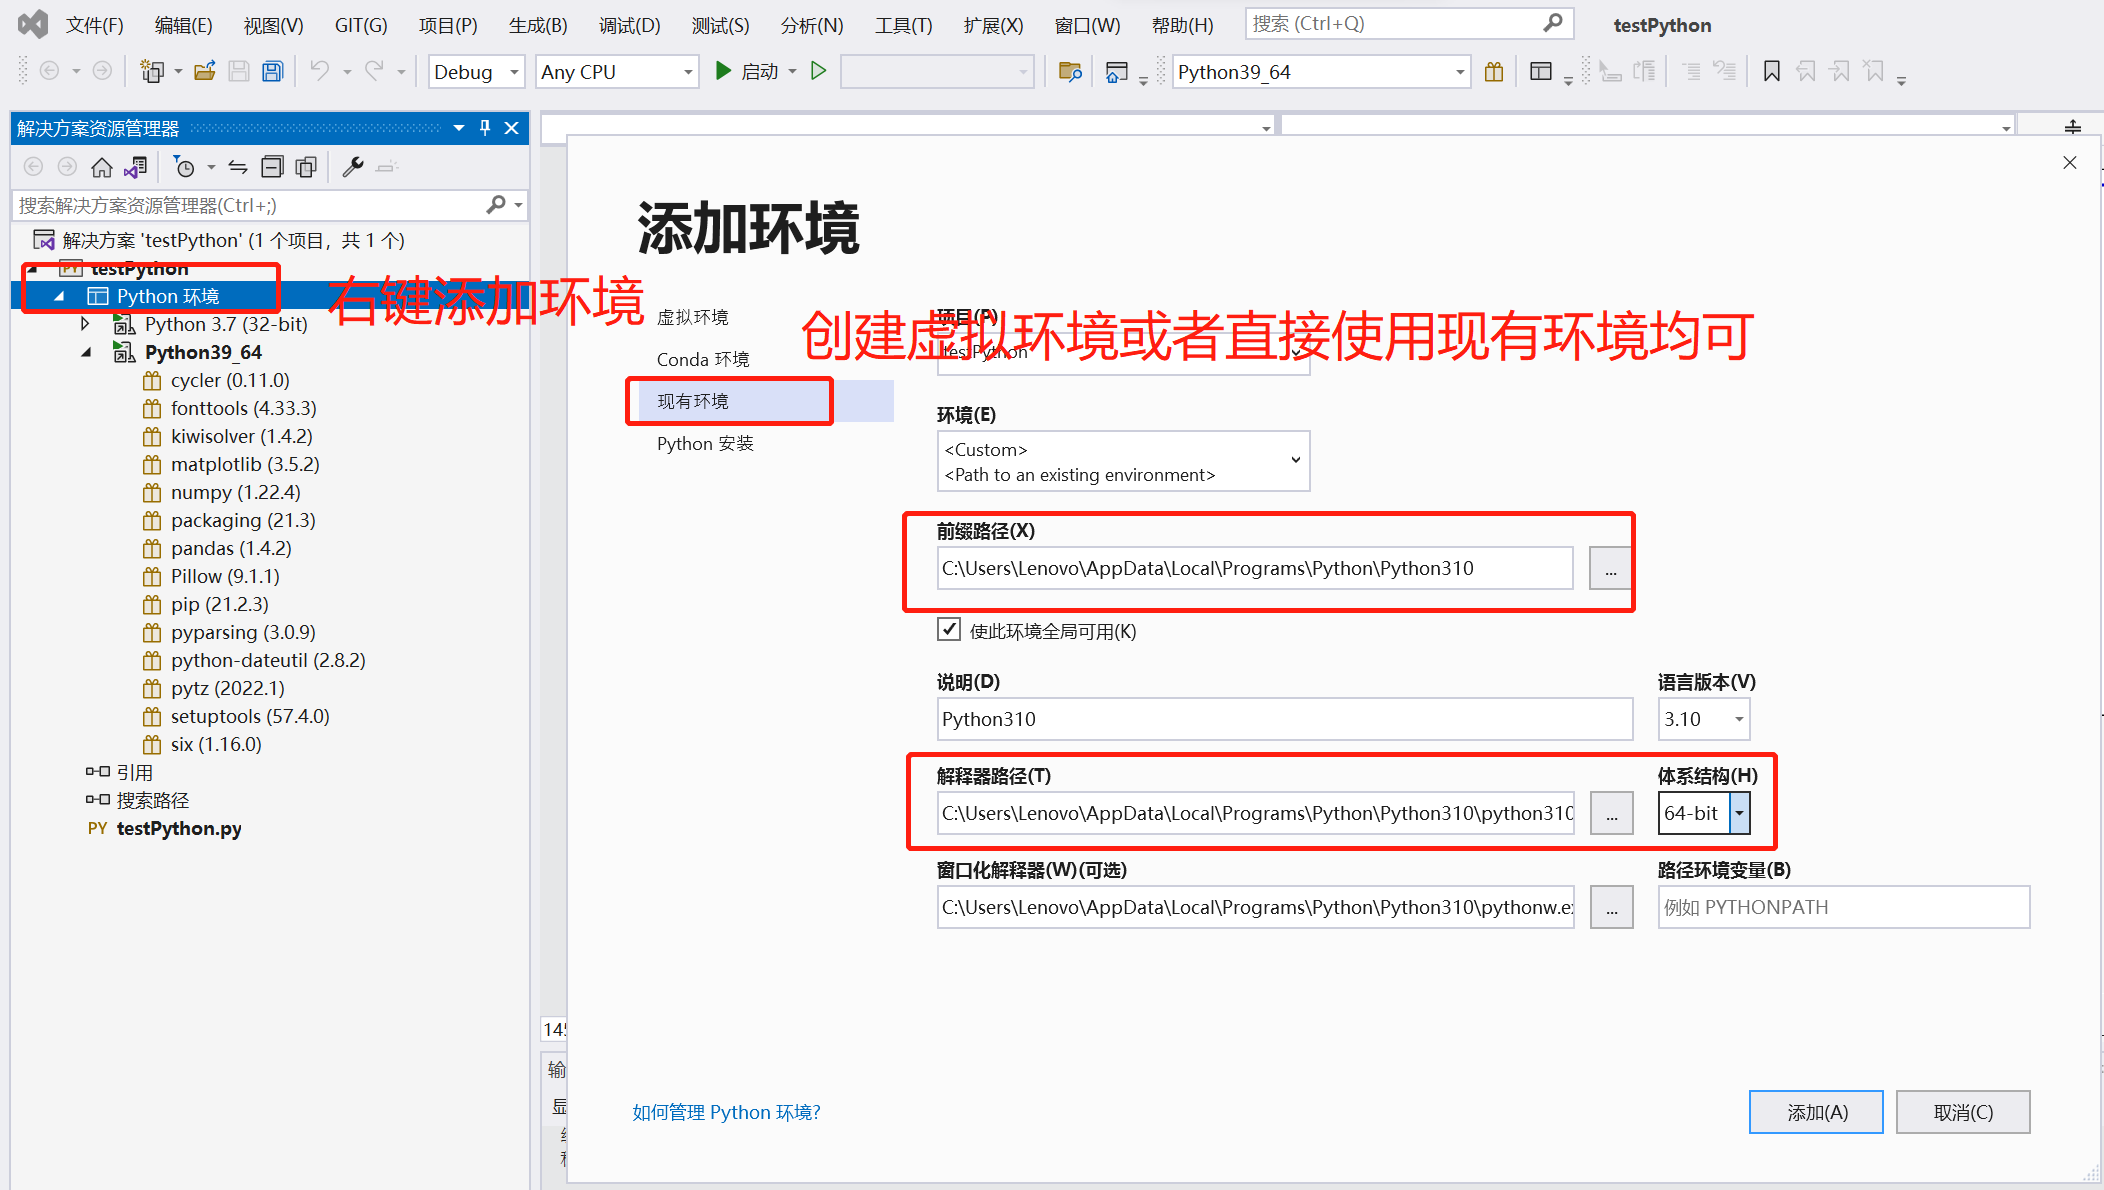 文件(F) 编辑(E) 视图(V) GIT(G) 项目(P) 生成(B) 调试(D) 测试(S) 分析(N) 工具(T) 扩展(X) 窗口(W) 帮助(H) 搜索 (Ctrl+Q) testPython
Debug Any CPU 启动 Python39_64
解决方案资源管理器
搜索解决方案资源管理器(Ctrl+;)
解决方案 'testPython' (1 个项目，共 1 个)
testPython
Python 环境
右键添加环境
Python 3.7 (32-bit)
Python39_64
cycler (0.11.0)
fonttools (4.33.3)
kiwisolver (1.4.2)
matplotlib (3.5.2)
numpy (1.22.4)
packaging (21.3)
pandas (1.4.2)
Pillow (9.1.1)
pip (21.2.3)
pyparsing (3.0.9)
python-dateutil (2.8.2)
pytz (2022.1)
setuptools (57.4.0)
six (1.16.0)
引用
搜索路径
PY testPython.py
添加环境
虚拟环境
Conda 环境
现有环境
Python 安装
项目(P)
testPython
创建虚拟环境或者直接使用现有环境均可
环境(E)
<Custom>
<Path to an existing environment>
前缀路径(X)
C:\Users\Lenovo\AppData\Local\Programs\Python\Python310
...
使此环境全局可用(K)
说明(D) 语言版本(V)
Python310 3.10
解释器路径(T) 体系结构(H)
C:\Users\Lenovo\AppData\Local\Programs\Python\Python310\python310 ... 64-bit
窗口化解释器(W)(可选) 路径环境变量(B)
C:\Users\Lenovo\AppData\Local\Programs\Python\Python310\pythonw.ex ... 例如 PYTHONPATH
145
输
显
如何管理 Python 环境?
添加(A) 取消(C)